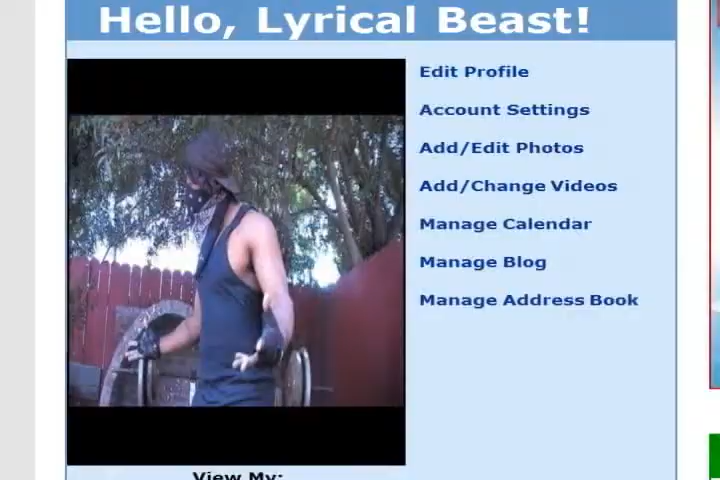 Hello, Lyrical Beast!
Edit Profile
Account Settings
Add/Edit Photos
Add/Change Videos
Manage Calendar
Manage Blog
Manage Address Book
View My: